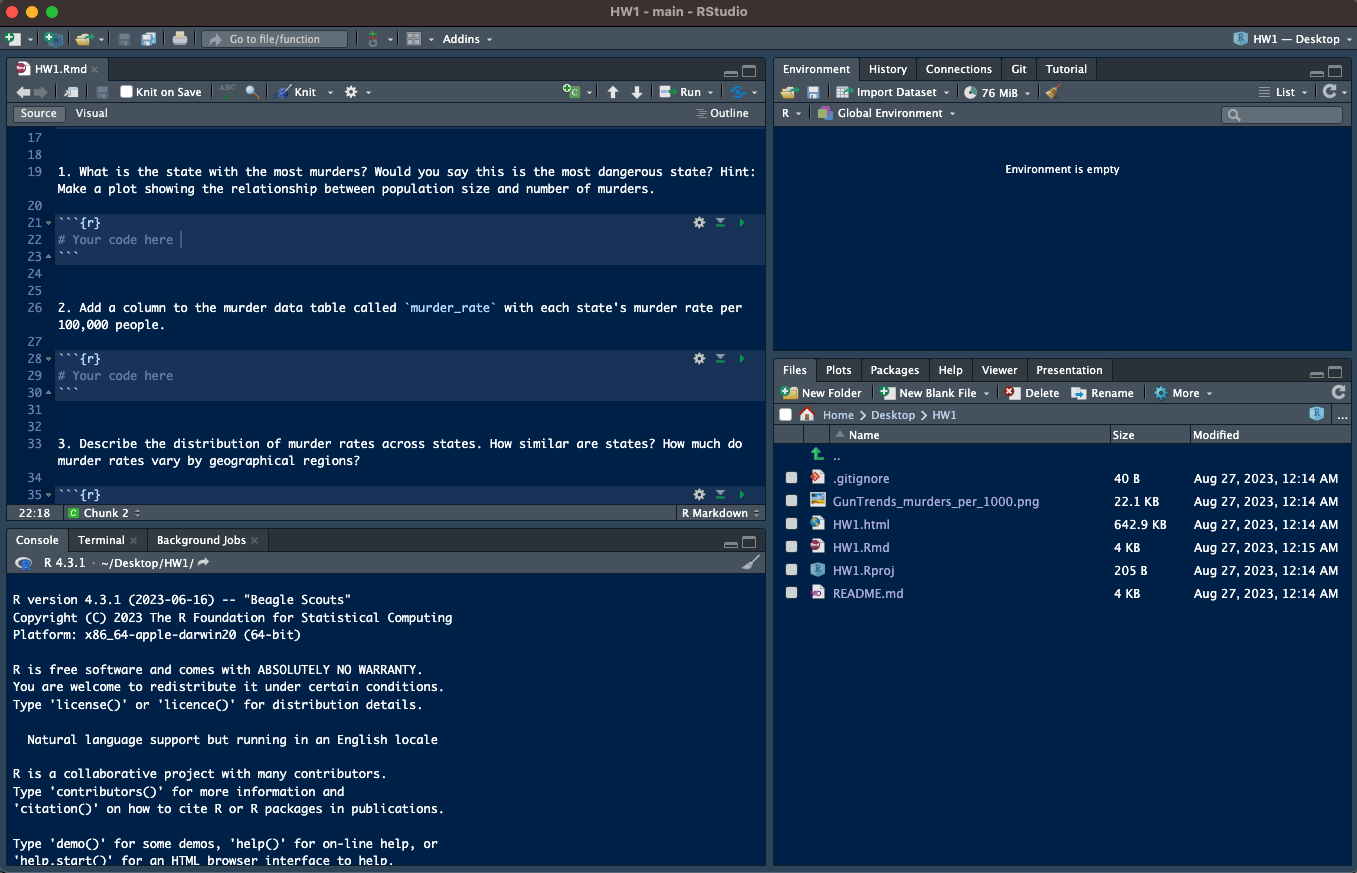 HW1 - main - RStudio
Go to file/function
Addins
HW1 — Desktop
HW1.Rmd
Knit on Save
ABC
Knit
Run
Source
Visual
Outline
17
18
19 1. What is the state with the most murders? Would you say this is the most dangerous state? Hint:
Make a plot showing the relationship between population size and number of murders.
20
21 ```{r}
22 # Your code here
23 ```
24
25
26 2. Add a column to the murder data table called `murder_rate` with each state's murder rate per
100,000 people.
27
28 ```{r}
29 # Your code here
30 ```
31
32
33 3. Describe the distribution of murder rates across states. How similar are states? How much do
murder rates vary by geographical regions?
34
35 ```{r}
22:18 C Chunk 2 R Markdown
Console Terminal Background Jobs
R 4.3.1 · ~/Desktop/HW1/
R version 4.3.1 (2023-06-16) -- "Beagle Scouts"
Copyright (C) 2023 The R Foundation for Statistical Computing
Platform: x86_64-apple-darwin20 (64-bit)
R is free software and comes with ABSOLUTELY NO WARRANTY.
You are welcome to redistribute it under certain conditions.
Type 'license()' or 'licence()' for distribution details.
Natural language support but running in an English locale
R is a collaborative project with many contributors.
Type 'contributors()' for more information and
'citation()' on how to cite R or R packages in publications.
Type 'demo()' for some demos, 'help()' for on-line help, or
'help.start()' for an HTML browser interface to help.
Environment History Connections Git Tutorial
Import Dataset 76 MiB List
R Global Environment
Environment is empty
Files Plots Packages Help Viewer Presentation
New Folder New Blank File Delete Rename More
Home Desktop HW1 ...
Name Size Modified
..
.gitignore 40 B Aug 27, 2023, 12:14 AM
GunTrends_murders_per_1000.png 22.1 KB Aug 27, 2023, 12:14 AM
HW1.html 642.9 KB Aug 27, 2023, 12:14 AM
HW1.Rmd 4 KB Aug 27, 2023, 12:15 AM
HW1.Rproj 205 B Aug 27, 2023, 12:14 AM
README.md 4 KB Aug 27, 2023, 12:14 AM